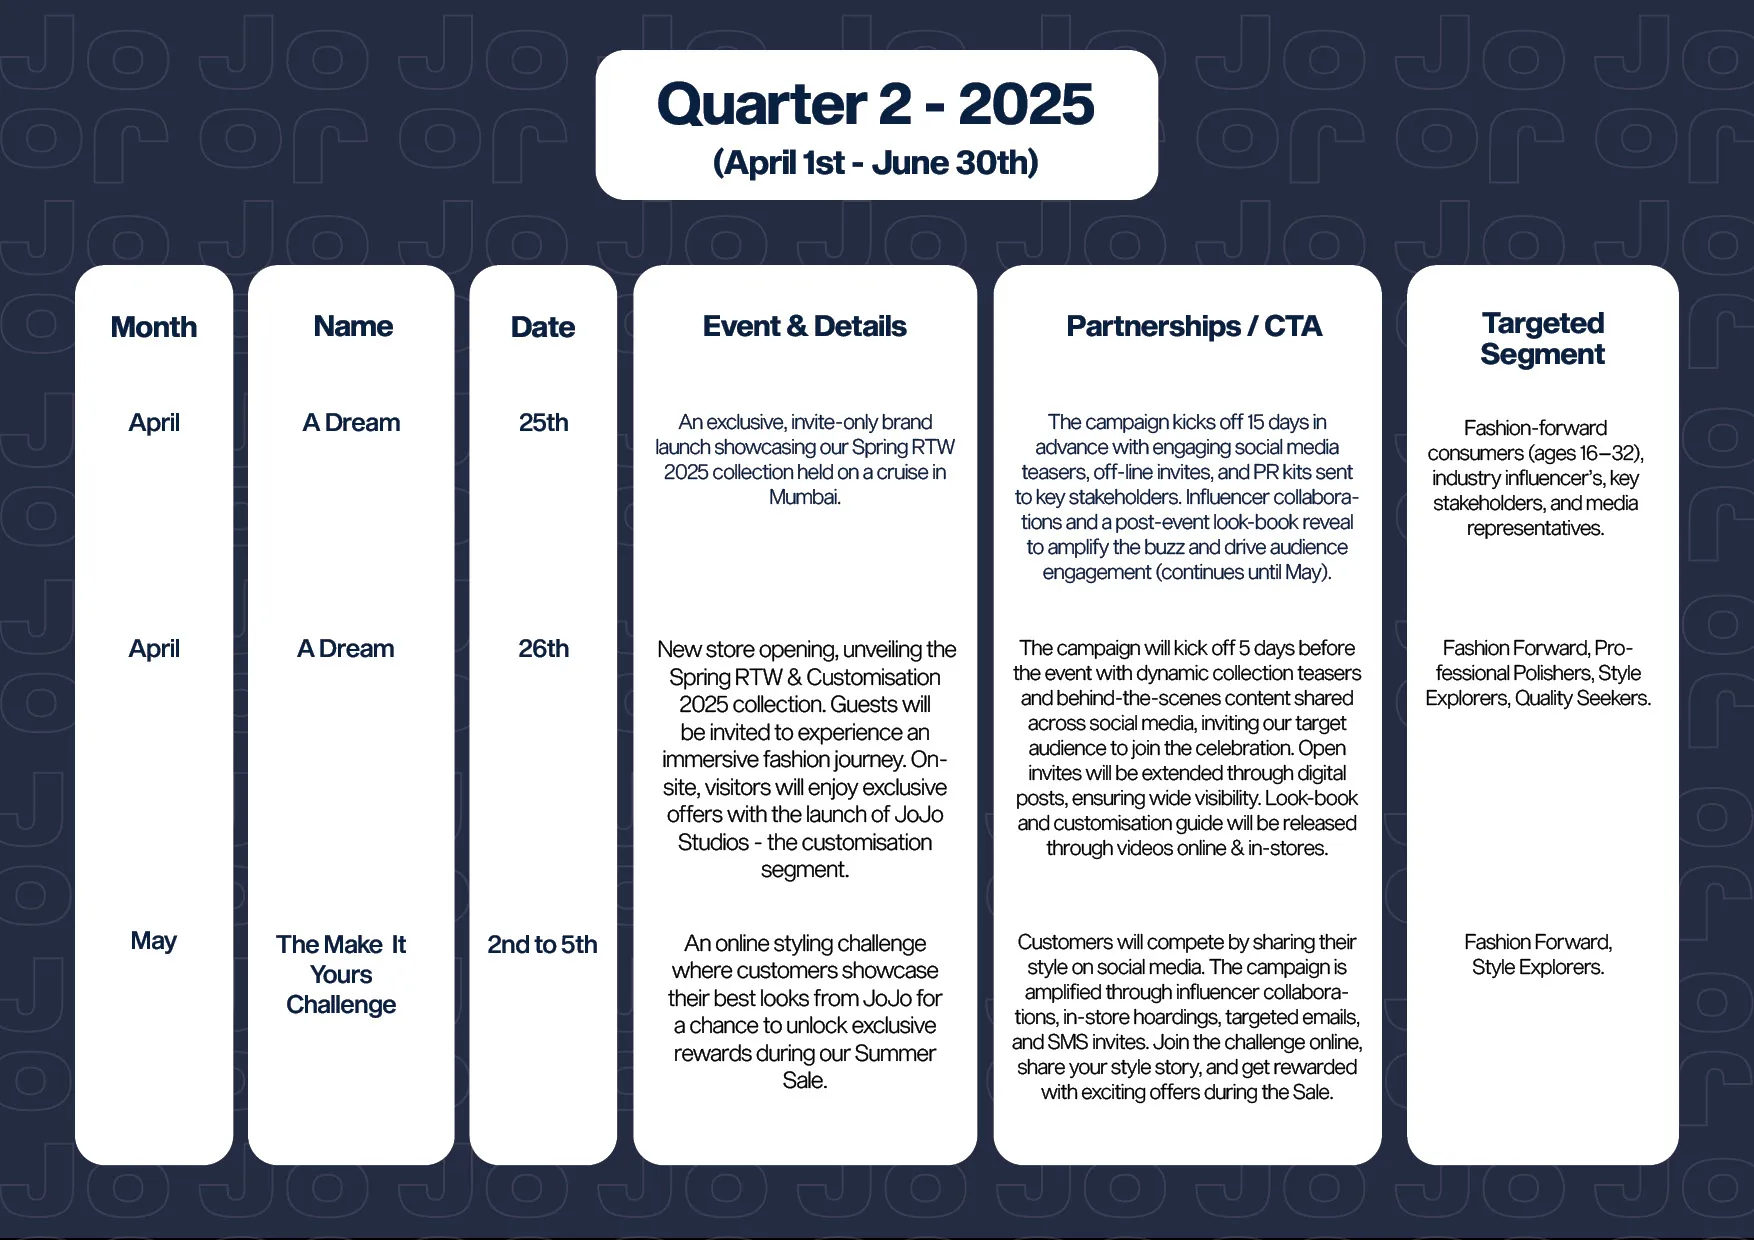 Quarter 2 - 2025
(April 1st - June 30th)
Month
Name
Date
Event & Details
Partnerships / CTA
Targeted
Segment
April
A Dream
25th
An exclusive, invite-only brand
launch showcasing our Spring RTW
2025 collection held on a cruise in
Mumbai.
The campaign kicks off 15 days in
advance with engaging social media
teasers, off-line invites, and PR kits sent
to key stakeholders. Influencer collabora-
tions and a post-event look-book reveal
to amplify the buzz and drive audience
engagement (continues until May).
Fashion-forward
consumers (ages 16–32),
industry influencer's, key
stakeholders, and media
representatives.
April
A Dream
26th
New store opening, unveiling the
Spring RTW & Customisation
2025 collection. Guests will
be invited to experience an
immersive fashion journey. On-
site, visitors will enjoy exclusive
offers with the launch of JoJo
Studios - the customisation
segment.
The campaign will kick off 5 days before
the event with dynamic collection teasers
and behind-the-scenes content shared
across social media, inviting our target
audience to join the celebration. Open
invites will be extended through digital
posts, ensuring wide visibility. Look-book
and customisation guide will be released
through videos online & in-stores.
Fashion Forward, Pro-
fessional Polishers, Style
Explorers, Quality Seekers.
May
The Make It
Yours
Challenge
2nd to 5th
An online styling challenge
where customers showcase
their best looks from JoJo for
a chance to unlock exclusive
rewards during our Summer
Sale.
Customers will compete by sharing their
style on social media. The campaign is
amplified through influencer collabora-
tions, in-store hoardings, targeted emails,
and SMS invites. Join the challenge online,
share your style story, and get rewarded
with exciting offers during the Sale.
Fashion Forward,
Style Explorers.